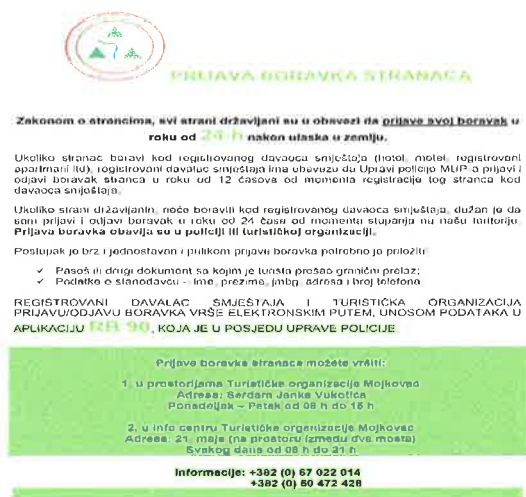 PRIJAVA BORAVKA STRANACA
Zakonom o strancima, svi strani državljani su u obavezi da prijave svoj boravak u
roku od 24 h nakon ulaska u zemlju.
Ukoliko stranac boravi kod registrovanog davaoca smještaja (hotel, motel, registrovani
apartmani itd), registrovani davalac smještaja ima obavezu da Upravi policije MUP-a prijavi i
odjavi boravak stranca u roku od 12 časova od momenta registracije tog stranca kod
davaoca smještaja.
Ukoliko strani državljanin, neće boraviti kod registrovanog davaoca smještaja, dužan je da
sam prijavi i odjavi boravak u roku od 24 časa od momenta stupanja na našu teritoriju.
Prijava boravka obavlja se u policiji ili turističkoj organizaciji.
Postupak je brz i jednostavan i prilikom prijave boravka potrebno je priložiti:
✓ Pasoš ili drugi dokument sa kojim je turista prešao granični prelaz;
✓ Podatke o stanodavcu – ime, prezime, jmbg, adresa i broj telefona
REGISTROVANI DAVALAC SMJEŠTAJA I TURISTIČKA ORGANIZACIJA
PRIJAVU/ODJAVU BORAVKA VRŠE ELEKTRONSKIM PUTEM, UNOSOM PODATAKA U
APLIKACIJU RB 90, KOJA JE U POSJEDU UPRAVE POLICIJE
Prijave boravka stranaca možete vršiti:
1. u prostorijama Turističke organizacije Mojkovac
Adresa: Serdara Janka Vukotića
Ponedeljak – Petak od 08 h do 15 h
2. u info centru Turističke organizacije Mojkovac
Adresa: 21. maja (na prostoru između dva mosta)
Svakog dana od 08 h do 21 h
Informacije: +382 (0) 67 022 014
+382 (0) 50 472 428